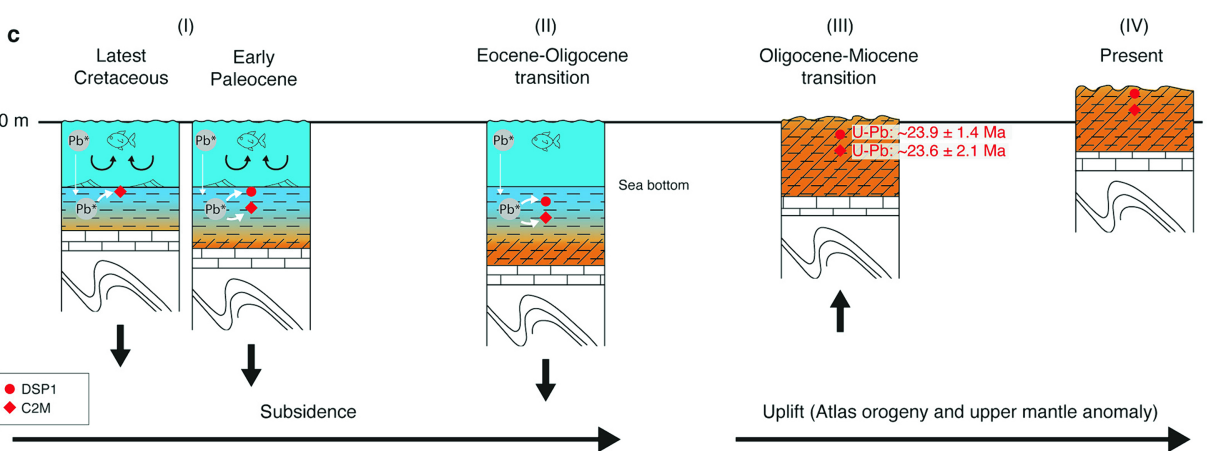 c
(I)
(II)
(III)
(IV)
Latest
Cretaceous
Early
Paleocene
Eocene-Oligocene
transition
Oligocene-Miocene
transition
Present
0 m
Pb*
Pb*
Pb*
U-Pb: ~23.9 ± 1.4 Ma
U-Pb: ~23.6 ± 2.1 Ma
Sea bottom
Pb*
Pb*
Pb*
DSP1
C2M
Subsidence
Uplift (Atlas orogeny and upper mantle anomaly)